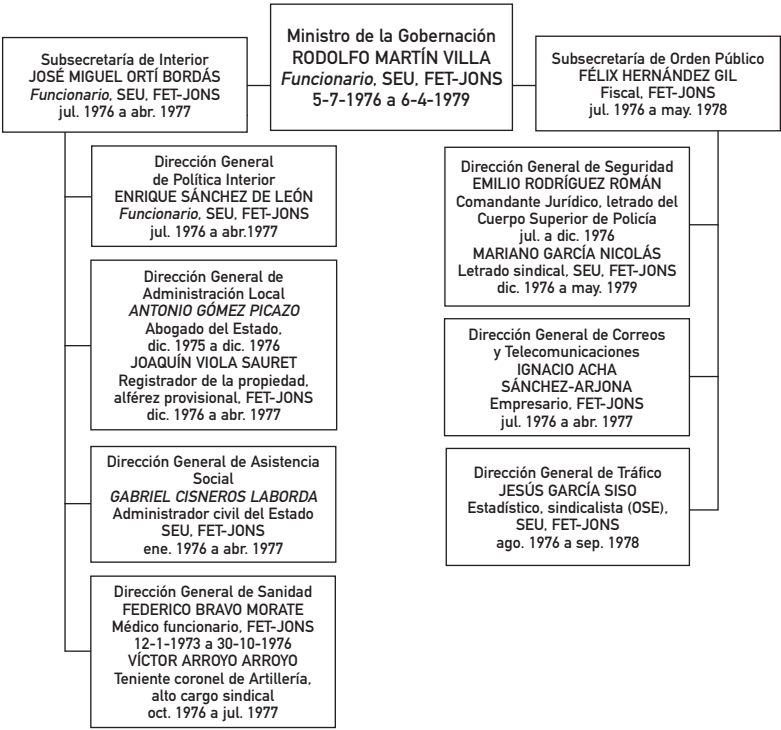 Ministro de la Gobernación
RODOLFO MARTÍN VILLA
Funcionario, SEU, FET-JONS
5-7-1976 a 6-4-1979
Subsecretaría de Interior
JOSÉ MIGUEL ORTÍ BORDÁS
Funcionario, SEU, FET-JONS
jul. 1976 a abr. 1977
Dirección General
de Política Interior
ENRIQUE SÁNCHEZ DE LEÓN
Funcionario, SEU, FET-JONS
jul. 1976 a abr.1977
Dirección General de
Administración Local
ANTONIO GÓMEZ PICAZO
Abogado del Estado,
dic. 1975 a dic. 1976
JOAQUÍN VIOLA SAURET
Registrador de la propiedad,
alférez provisional, FET-JONS
dic. 1976 a abr. 1977
Dirección General de Asistencia
Social
GABRIEL CISNEROS LABORDA
Administrador civil del Estado
SEU, FET-JONS
ene. 1976 a abr. 1977
Dirección General de Sanidad
FEDERICO BRAVO MORATE
Médico funcionario, FET-JONS
12-1-1973 a 30-10-1976
VÍCTOR ARROYO ARROYO
Teniente coronel de Artillería,
alto cargo sindical
oct. 1976 a jul. 1977
Subsecretaría de Orden Público
FÉLIX HERNÁNDEZ GIL
Fiscal, FET-JONS
jul. 1976 a may. 1978
Dirección General de Seguridad
EMILIO RODRÍGUEZ ROMÁN
Comandante Jurídico, letrado del
Cuerpo Superior de Policía
jul. a dic. 1976
MARIANO GARCÍA NICOLÁS
Letrado sindical, SEU, FET-JONS
dic. 1976 a may. 1979
Dirección General de Correos
y Telecomunicaciones
IGNACIO ACHA
SÁNCHEZ-ARJONA
Empresario, FET-JONS
jul. 1976 a abr. 1977
Dirección General de Tráfico
JESÚS GARCÍA SISO
Estadístico, sindicalista (OSE),
SEU, FET-JONS
ago. 1976 a sep. 1978